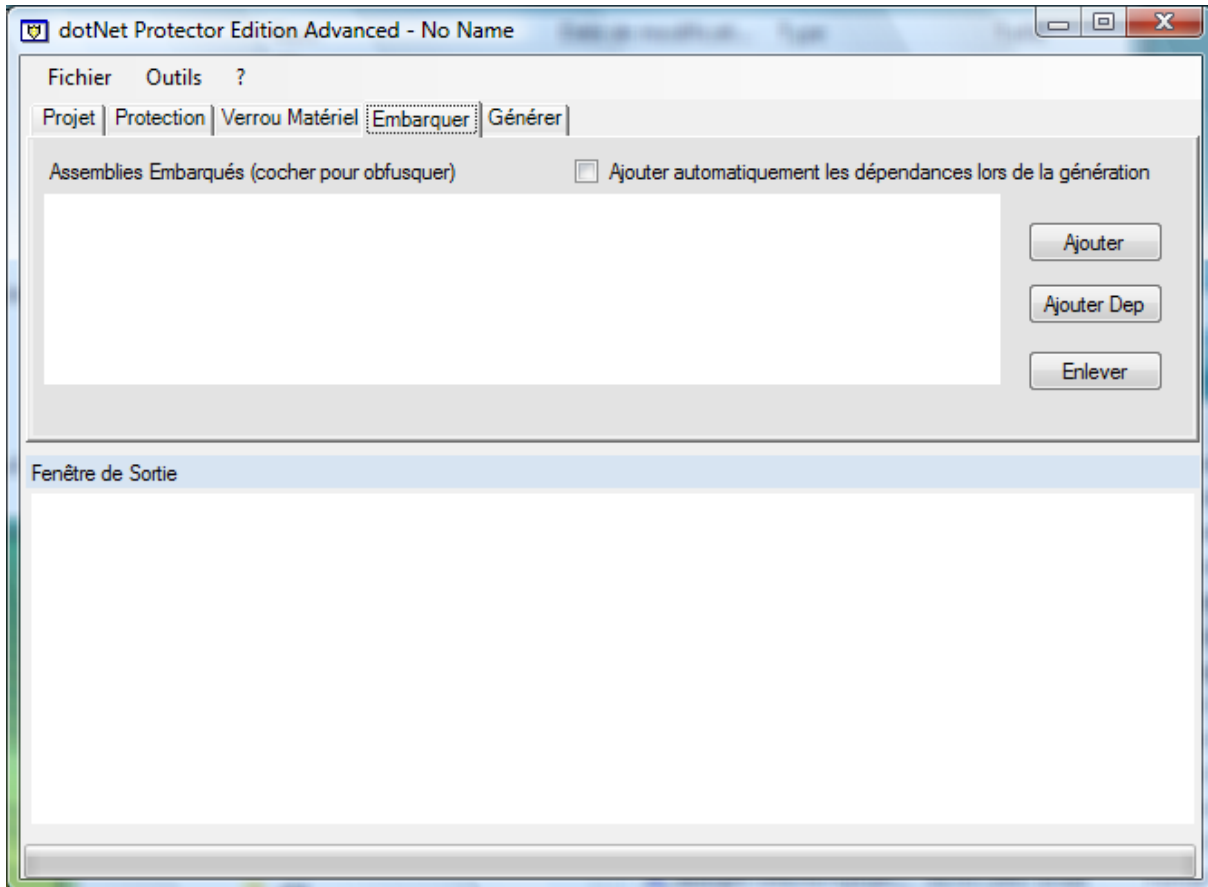 dotNet Protector Edition Advanced - No Name
Fichier Outils ?
Projet Protection Verrou Matériel Embarquer Générer
Assemblies Embarqués (cocher pour obfusquer) Ajouter automatiquement les dépendances lors de la génération
Ajouter
Ajouter Dep
Enlever
Fenêtre de Sortie